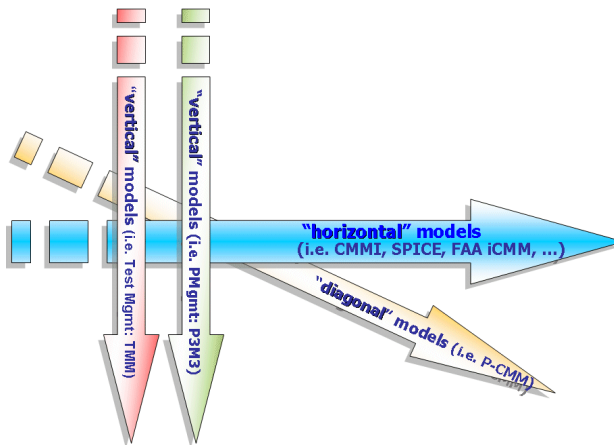 “vertical” models (i.e. Test Mgmt: TMM)
“vertical” models (i.e. PMgmt: P3M3)
“horizontal” models
(i.e. CMMI, SPICE, FAA iCMM, ...)
“diagonal” models (i.e. P-CMM)